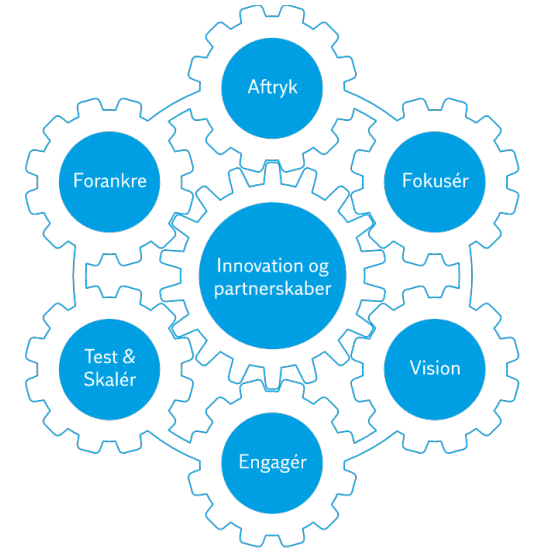 Aftryk
Forankre
Fokusér
Innovation og
partnerskaber
Test &
Skalér
Vision
Engagér